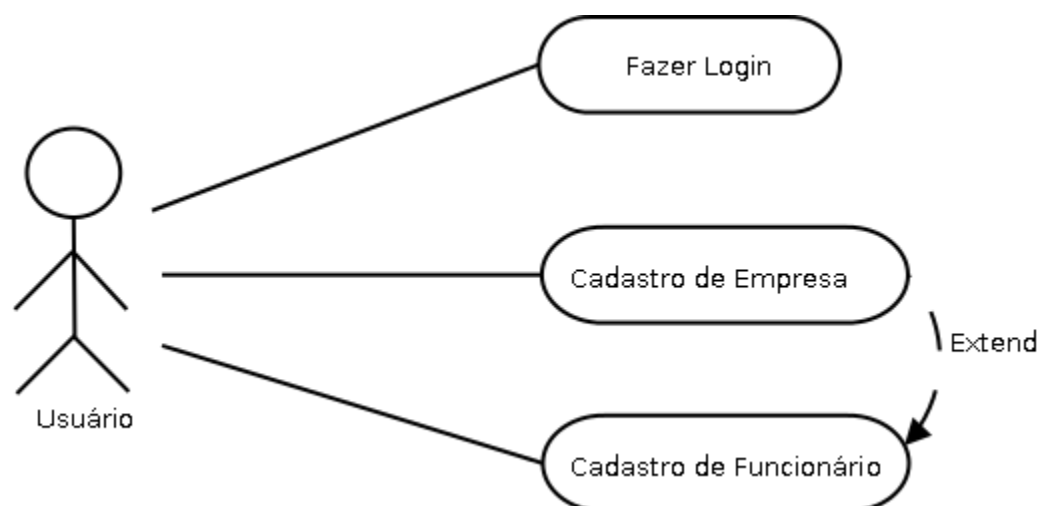 Fazer Login
Cadastro de Empresa
Extend
Usuário
Cadastro de Funcionário